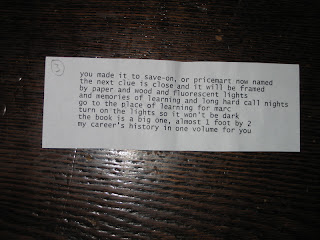 3
you made it to save-on, or pricemart now named
the next clue is close and it will be framed
by paper and wood and fluorescent lights
and memories of learning and long hard call nights
go to the place of learning for marc
turn on the lights so it won't be dark
the book is a big one, almost 1 foot by 2
my career's history in one volume for you